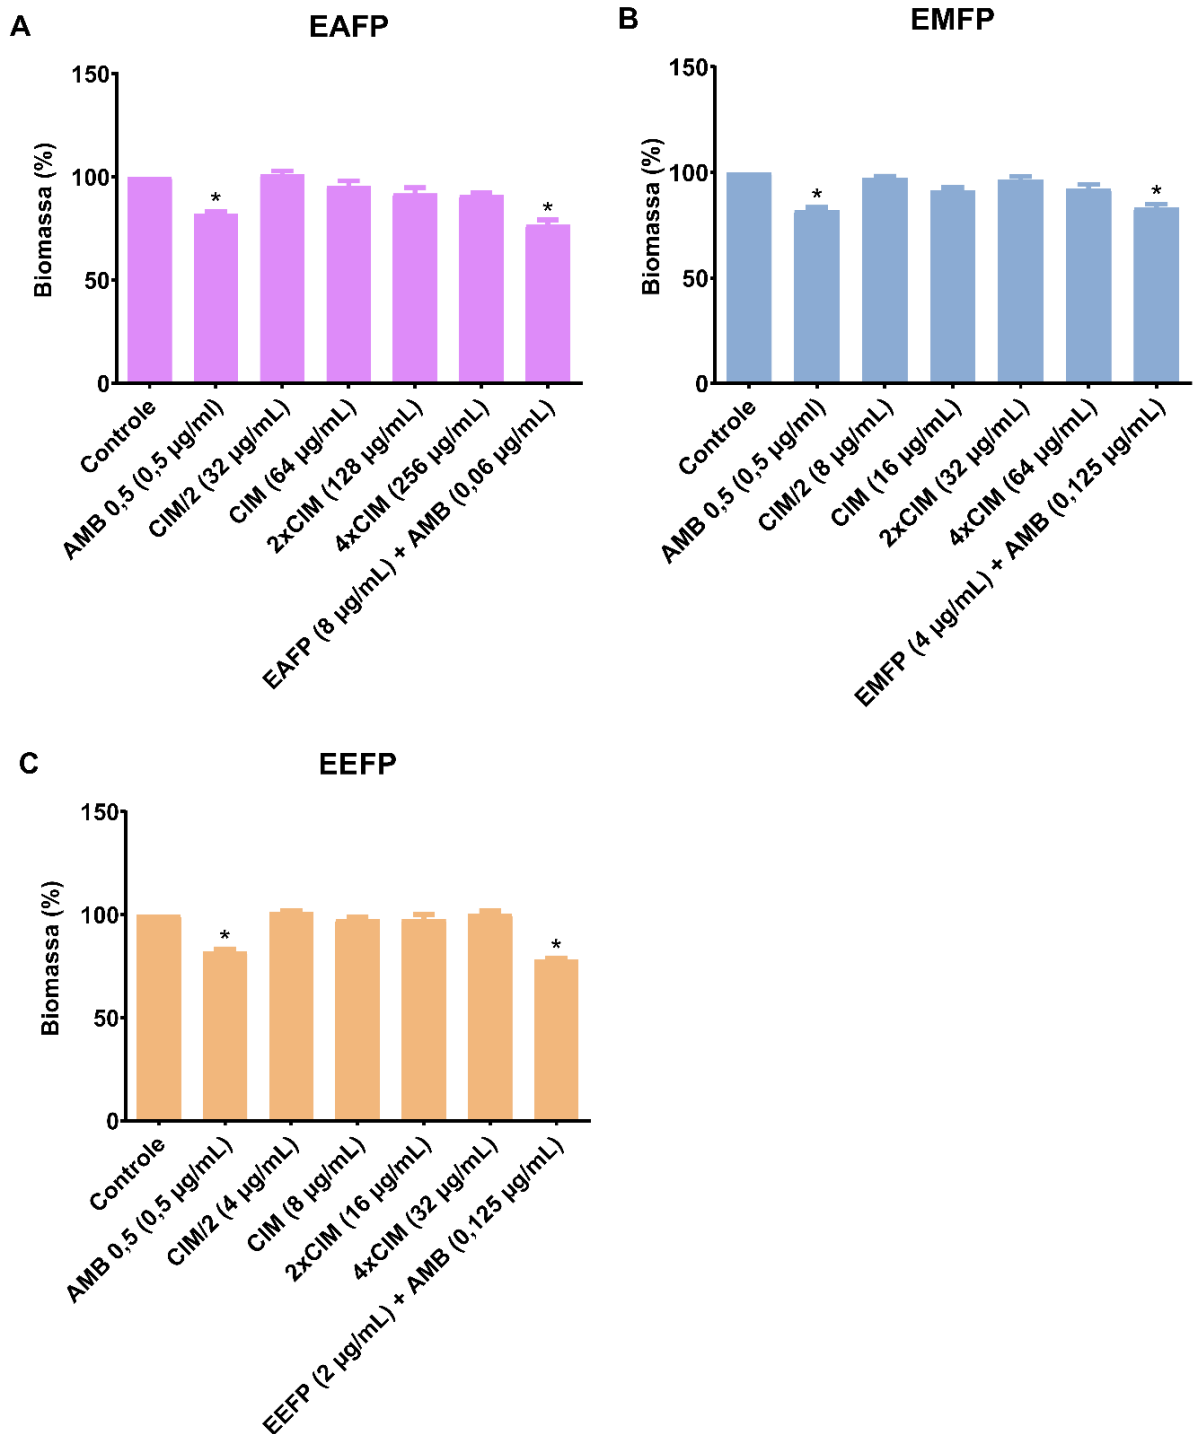 A
EAFP
Biomassa (%)
150
100
50
0
*
*
Controle
AMB 0,5 (0,5 µg/ml)
CIM/2 (32 µg/mL)
CIM (64 µg/mL)
2xCIM (128 µg/mL)
4xCIM (256 µg/mL)
EAFP (8 µg/mL) + AMB (0,06 µg/mL)
B
EMFP
Biomassa (%)
150
100
50
0
*
*
Controle
AMB 0,5 (0,5 µg/ml)
CIM/2 (8 µg/mL)
CIM (16 µg/mL)
2xCIM (32 µg/mL)
4xCIM (64 µg/mL)
EMFP (4 µg/mL) + AMB (0,125 µg/mL)
C
EEFP
Biomassa (%)
150
100
50
0
*
*
Controle
AMB 0,5 (0,5 µg/mL)
CIM/2 (4 µg/mL)
CIM (8 µg/mL)
2xCIM (16 µg/mL)
4xCIM (32 µg/mL)
EEFP (2 µg/mL) + AMB (0,125 µg/mL)